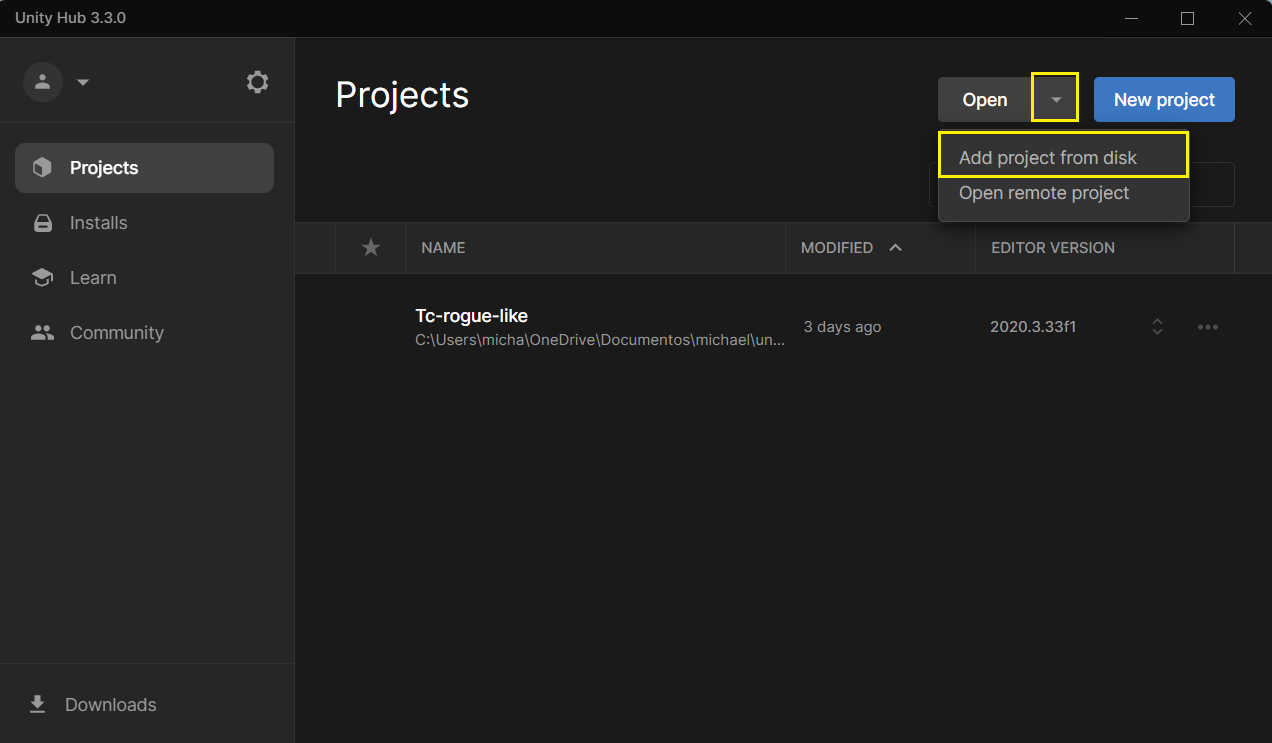 Unity Hub 3.3.0
Projects
Open
New project
Add project from disk
Open remote project
Projects
Installs
Learn
Community
NAME
MODIFIED
EDITOR VERSION
Tc-rogue-like
C:\Users\micha\OneDrive\Documentos\michael\un...
3 days ago
2020.3.33f1
Downloads